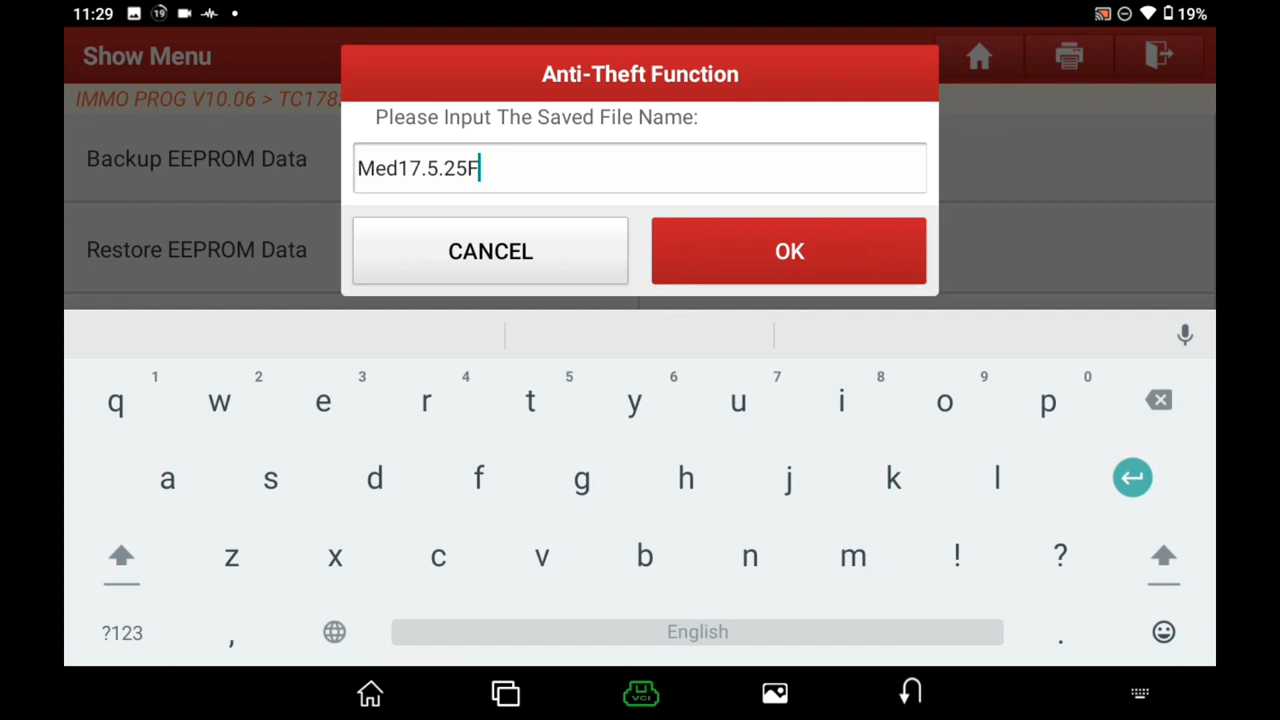 11:29 19 19%
Show Menu
Anti-Theft Function
IMMO PROG V10.06 > TC178
Please Input The Saved File Name:
Backup EEPROM Data
Med17.5.25F
Restore EEPROM Data
CANCEL OK
1 2 3 4 5 6 7 8 9 0
q w e r t y u i o p
a s d f g h j k l
z x c v b n m ! ?
?123 , English .
VCI